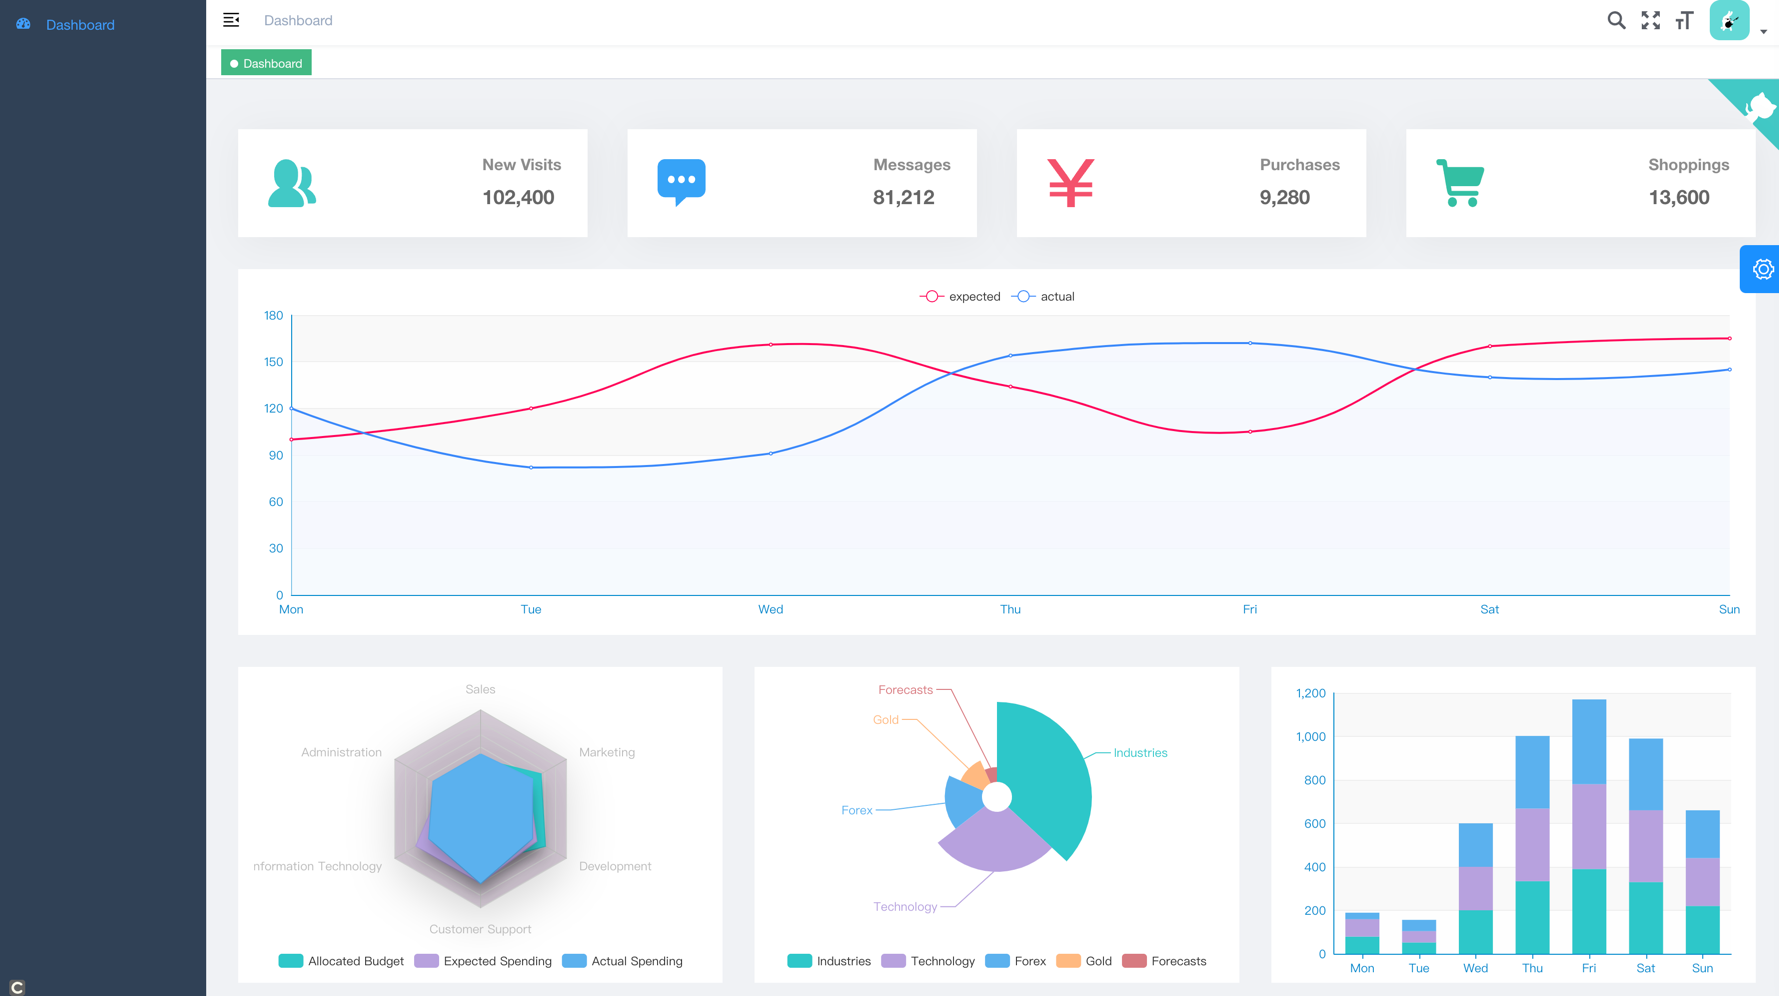 Dashboard
Dashboard
Dashboard
New Visits
102,400
Messages
81,212
Purchases
9,280
Shoppings
13,600
expected
actual
180
150
120
90
60
30
0
Mon
Tue
Wed
Thu
Fri
Sat
Sun
Sales
Administration
Marketing
nformation Technology
Development
Customer Support
Allocated Budget
Expected Spending
Actual Spending
Forecasts
Gold
Industries
Forex
Technology
Industries
Technology
Forex
Gold
Forecasts
1,200
1,000
800
600
400
200
0
Mon
Tue
Wed
Thu
Fri
Sat
Sun
C